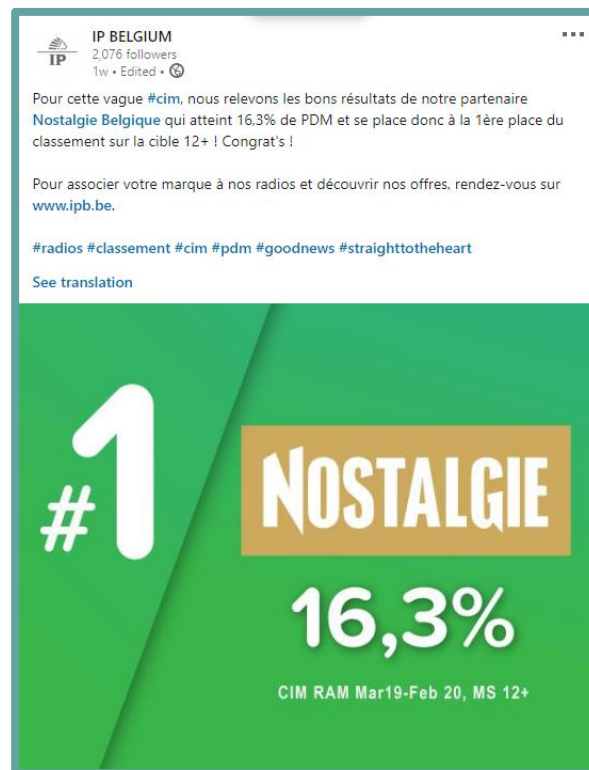 IP BELGIUM
2,076 followers
1w • Edited •
IP
Pour cette vague #cim, nous relevons les bons résultats de notre partenaire
Nostalgie Belgique qui atteint 16,3% de PDM et se place donc à la 1ère place du
classement sur la cible 12+ ! Congrat's !
Pour associer votre marque à nos radios et découvrir nos offres, rendez-vous sur
www.ipb.be.
#radios #classement #cim #pdm #goodnews #straighttotheheart
See translation
#1
NOSTALGIE
16,3%
CIM RAM Mar19-Feb 20, MS 12+